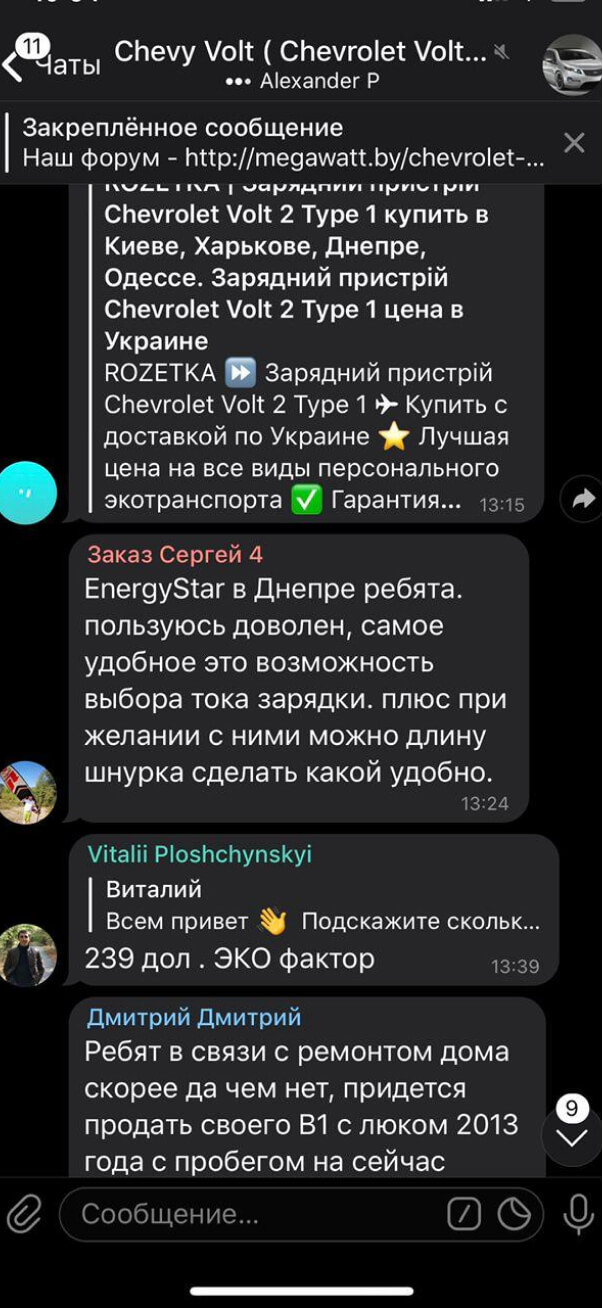 11
Чаты
Chevy Volt ( Chevrolet Volt...
••• Alexander P
Закреплённое сообщение
Наш форум - http://megawatt.by/chevrolet-...
ROZETKA | Зарядний пристрій
Chevrolet Volt 2 Type 1 купить в
Киеве, Харькове, Днепре,
Одессе. Зарядний пристрій
Chevrolet Volt 2 Type 1 цена в
Украине
ROZETKA ⏩ Зарядний пристрій
Chevrolet Volt 2 Type 1 ✈ Купить с
доставкой по Украине ⭐ Лучшая
цена на все виды персонального
экотранспорта ✅ Гарантия... 13:15
Заказ Сергей 4
EnergyStar в Днепре ребята.
пользуюсь доволен, самое
удобное это возможность
выбора тока зарядки. плюс при
желании с ними можно длину
шнурка сделать какой удобно.
13:24
Vitalii Ploshchynskyi
Виталий
Всем привет 👋 Подскажите скольк...
239 дол . ЭКО фактор 13:39
Дмитрий Дмитрий
Ребят в связи с ремонтом дома
скорее да чем нет, придется
продать своего В1 с люком 2013
года с пробегом на сейчас
9
Сообщение...